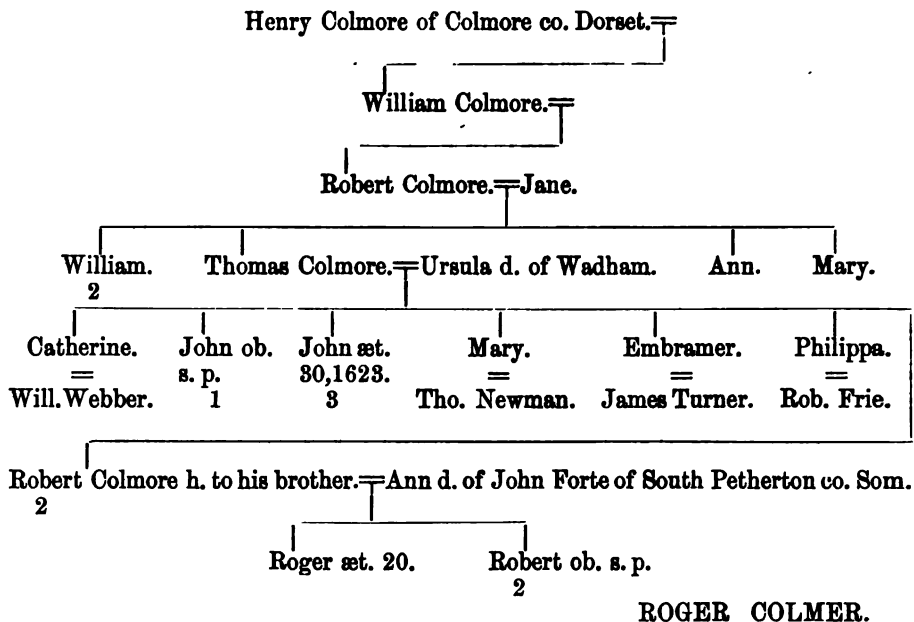 Henry Colmore of Colmore co. Dorset.
William Colmore.
Robert Colmore. Jane.
William. Thomas Colmore. Ursula d. of Wadham. Ann. Mary.
2
Catherine. John ob. John æt. Mary. Embramer. Philippa.
= s. p. 30,1623. = = =
Will. Webber. 1 3 Tho. Newman. James Turner. Rob. Frie.
Robert Colmore h. to his brother. Ann d. of John Forte of South Petherton co. Som.
2
Roger æt. 20. Robert ob. s. p.
2
ROGER COLMER.